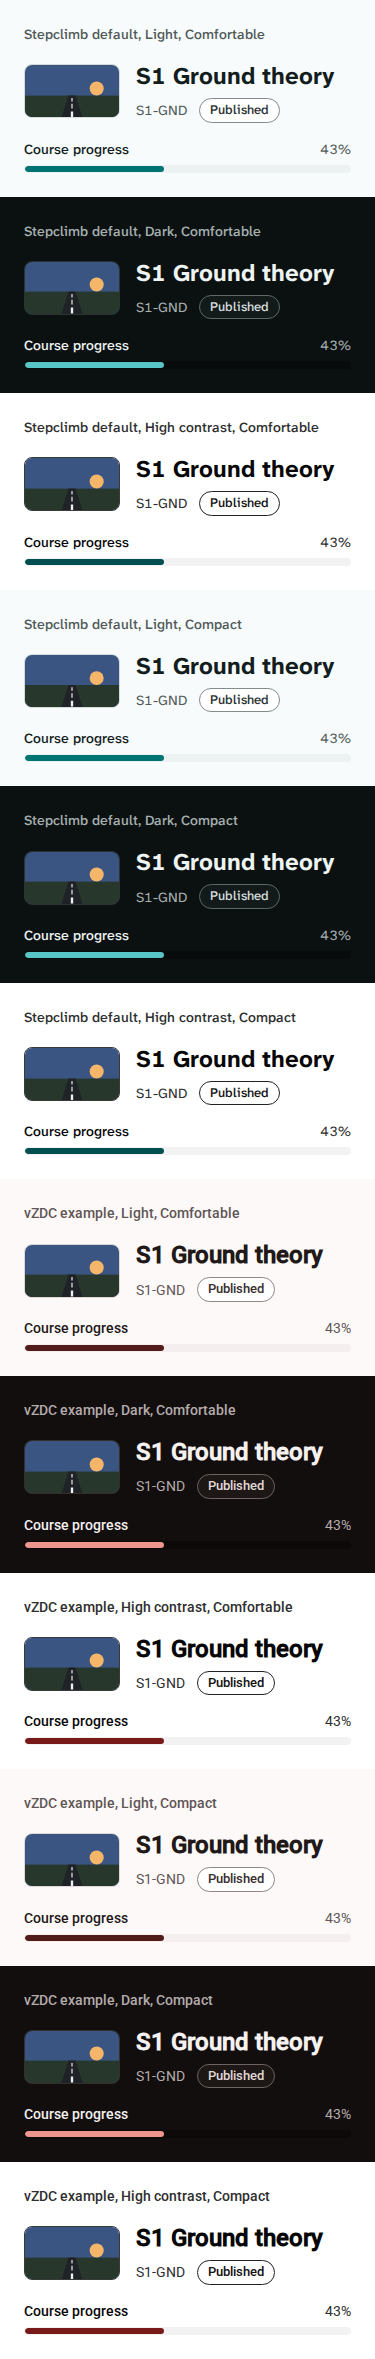 Stepclimb default, Light, Comfortable
S1 Ground theory
S1-GND Published
Course progress 43%
Stepclimb default, Dark, Comfortable
S1 Ground theory
S1-GND Published
Course progress 43%
Stepclimb default, High contrast, Comfortable
S1 Ground theory
S1-GND Published
Course progress 43%
Stepclimb default, Light, Compact
S1 Ground theory
S1-GND Published
Course progress 43%
Stepclimb default, Dark, Compact
S1 Ground theory
S1-GND Published
Course progress 43%
Stepclimb default, High contrast, Compact
S1 Ground theory
S1-GND Published
Course progress 43%
vZDC example, Light, Comfortable
S1 Ground theory
S1-GND Published
Course progress 43%
vZDC example, Dark, Comfortable
S1 Ground theory
S1-GND Published
Course progress 43%
vZDC example, High contrast, Comfortable
S1 Ground theory
S1-GND Published
Course progress 43%
vZDC example, Light, Compact
S1 Ground theory
S1-GND Published
Course progress 43%
vZDC example, Dark, Compact
S1 Ground theory
S1-GND Published
Course progress 43%
vZDC example, High contrast, Compact
S1 Ground theory
S1-GND Published
Course progress 43%